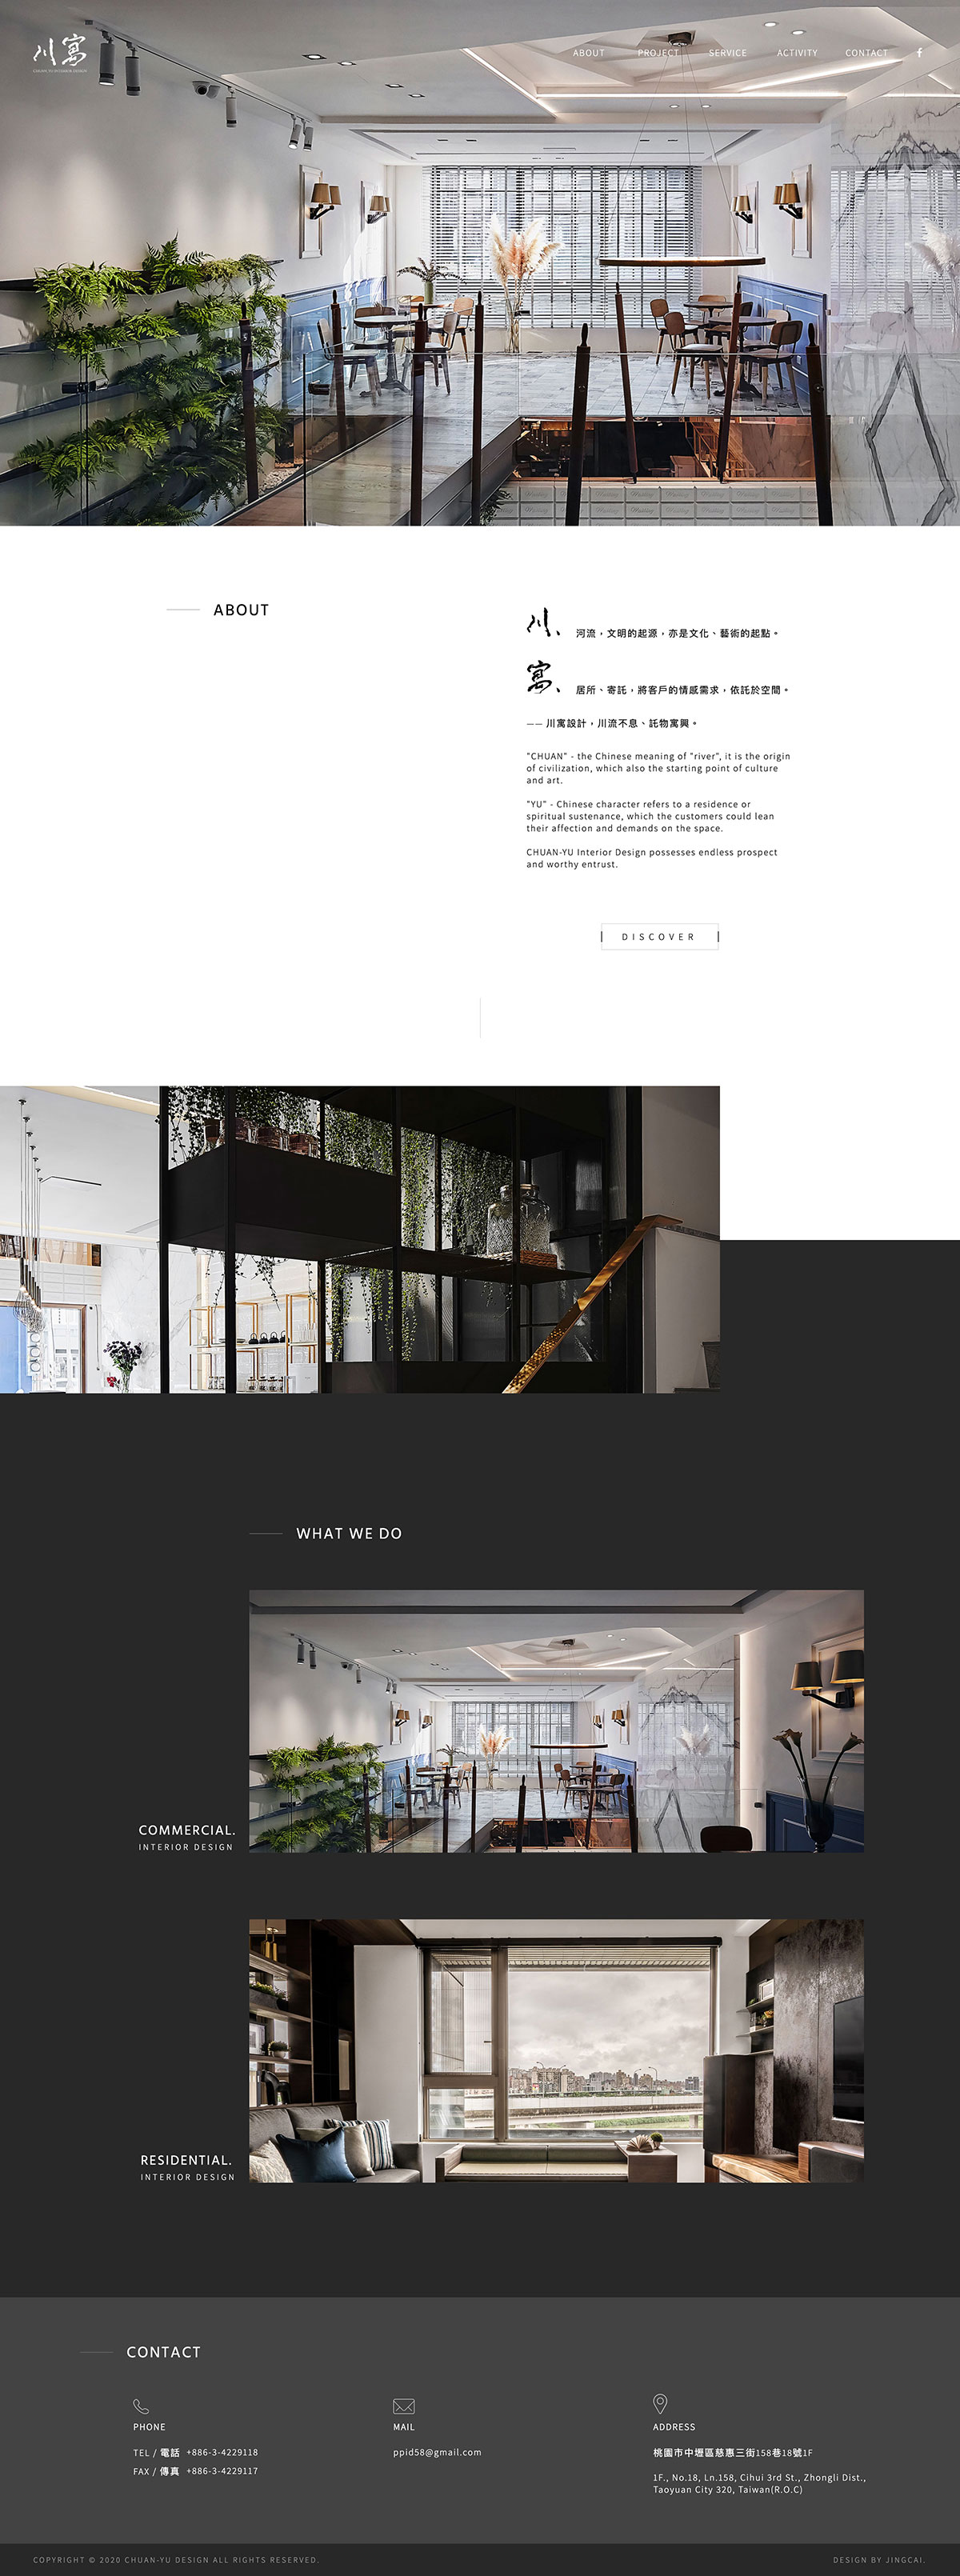 川寓
ABOUT PROJECT SERVICE ACTIVITY CONTACT f
ABOUT
川、 河流，文明的起源，亦是文化、藝術的起點。
寓、 居所、寄託，將客戶的情感需求，依託於空間。
—— 川寓設計，川流不息、託物寓興。
"CHUAN" - the Chinese meaning of "river", it is the origin
of civilization, which also the starting point of culture
and art.
"YU" - Chinese character refers to a residence or
spiritual sustenance, which the customers could lean
their affection and demands on the space.
CHUAN-YU Interior Design possesses endless prospect
and worthy entrust.
DISCOVER
WHAT WE DO
COMMERCIAL.
INTERIOR DESIGN
RESIDENTIAL.
INTERIOR DESIGN
CONTACT
PHONE
TEL / 電話 +886-3-4229118
FAX / 傳真 +886-3-4229117
MAIL
ppid58@gmail.com
ADDRESS
桃園市中壢區慈惠三街158巷18號1F
1F., No.18, Ln.158, Cihui 3rd St., Zhongli Dist.,
Taoyuan City 320, Taiwan(R.O.C)
COPYRIGHT © 2020 CHUAN-YU DESIGN ALL RIGHTS RESERVED.
DESIGN BY JINGCAI.